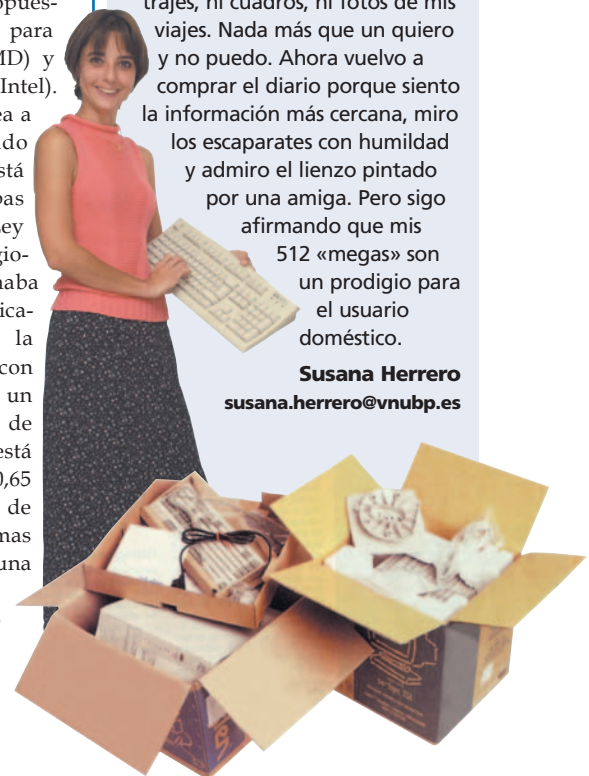 opues-
para
MD) y
Intel).
ea a
do
stá
pas
ey
gio-
naba
ica-
la
con
un
de
está
0,65
de
mas
una
trajes, ni cuadros, ni fotos de mis
viajes. Nada más que un quiero
y no puedo. Ahora vuelvo a
comprar el diario porque siento
la información más cercana, miro
los escaparates con humildad
y admiro el lienzo pintado
por una amiga. Pero sigo
afirmando que mis
512 «megas» son
un prodigio para
el usuario
doméstico.
Susana Herrero
susana.herrero@vnubp.es